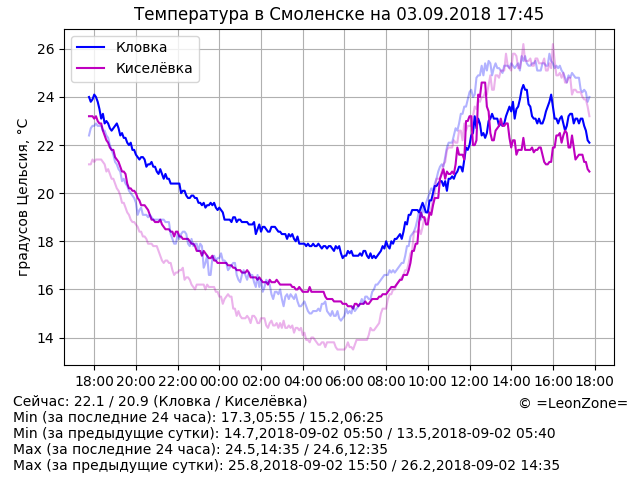 Температура в Смоленске на 03.09.2018 17:45
Кловка
Киселёвка
градусов Цельсия, °C
26
24
22
20
18
16
14
18:00 20:00 22:00 00:00 02:00 04:00 06:00 08:00 10:00 12:00 14:00 16:00 18:00
Сейчас: 22.1 / 20.9 (Кловка / Киселёвка)
© =LeonZone=
Min (за последние 24 часа): 17.3,05:55 / 15.2,06:25
Min (за предыдущие сутки): 14.7,2018-09-02 05:50 / 13.5,2018-09-02 05:40
Max (за последние 24 часа): 24.5,14:35 / 24.6,12:35
Max (за предыдущие сутки): 25.8,2018-09-02 15:50 / 26.2,2018-09-02 14:35